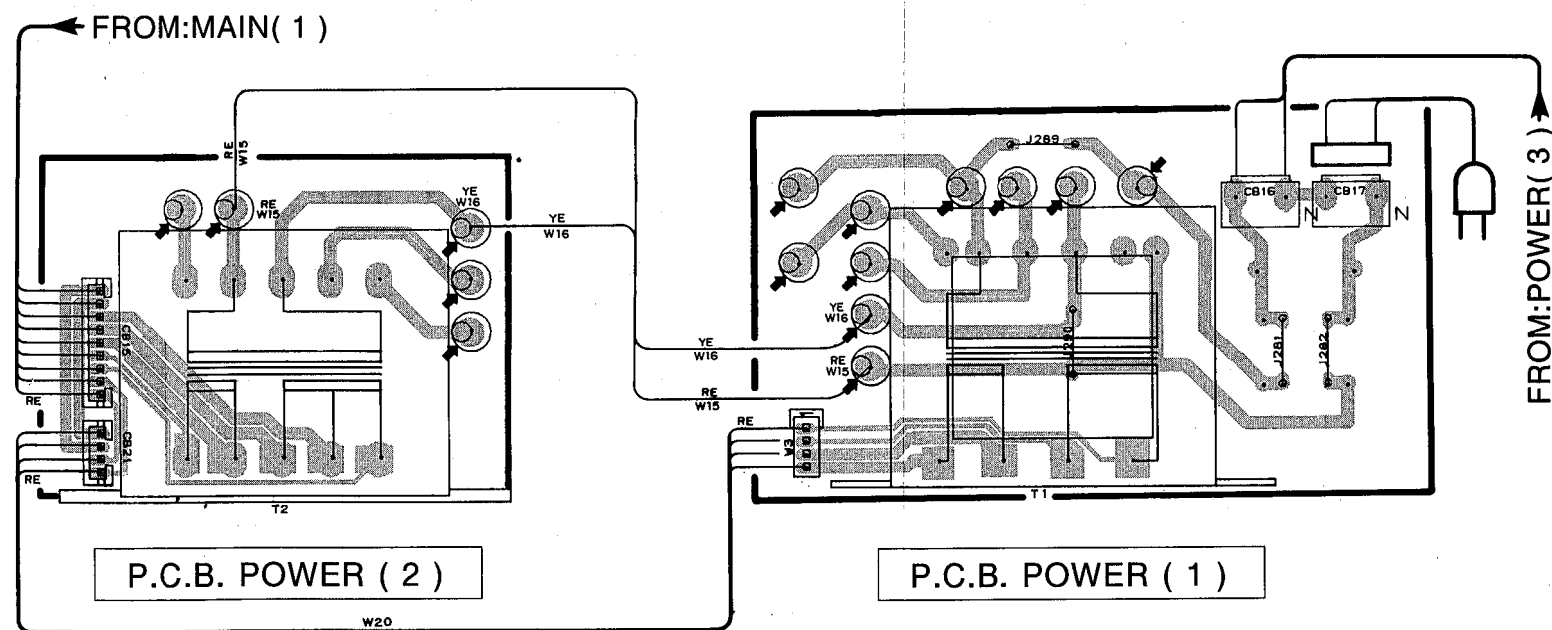 FROM:MAIN( 1 )
RE
W15
RE
W15
YE
W16
YE
W16
J289
CB16
Z
CB17
Z
FROM:POWER( 3 )
YE
W16
RE
W15
J290
J281
J282
YE
W16
RE
W15
CB15
RE
CB21
RE
RE
EA
T2
T1
P.C.B. POWER ( 2 )
P.C.B. POWER ( 1 )
W20